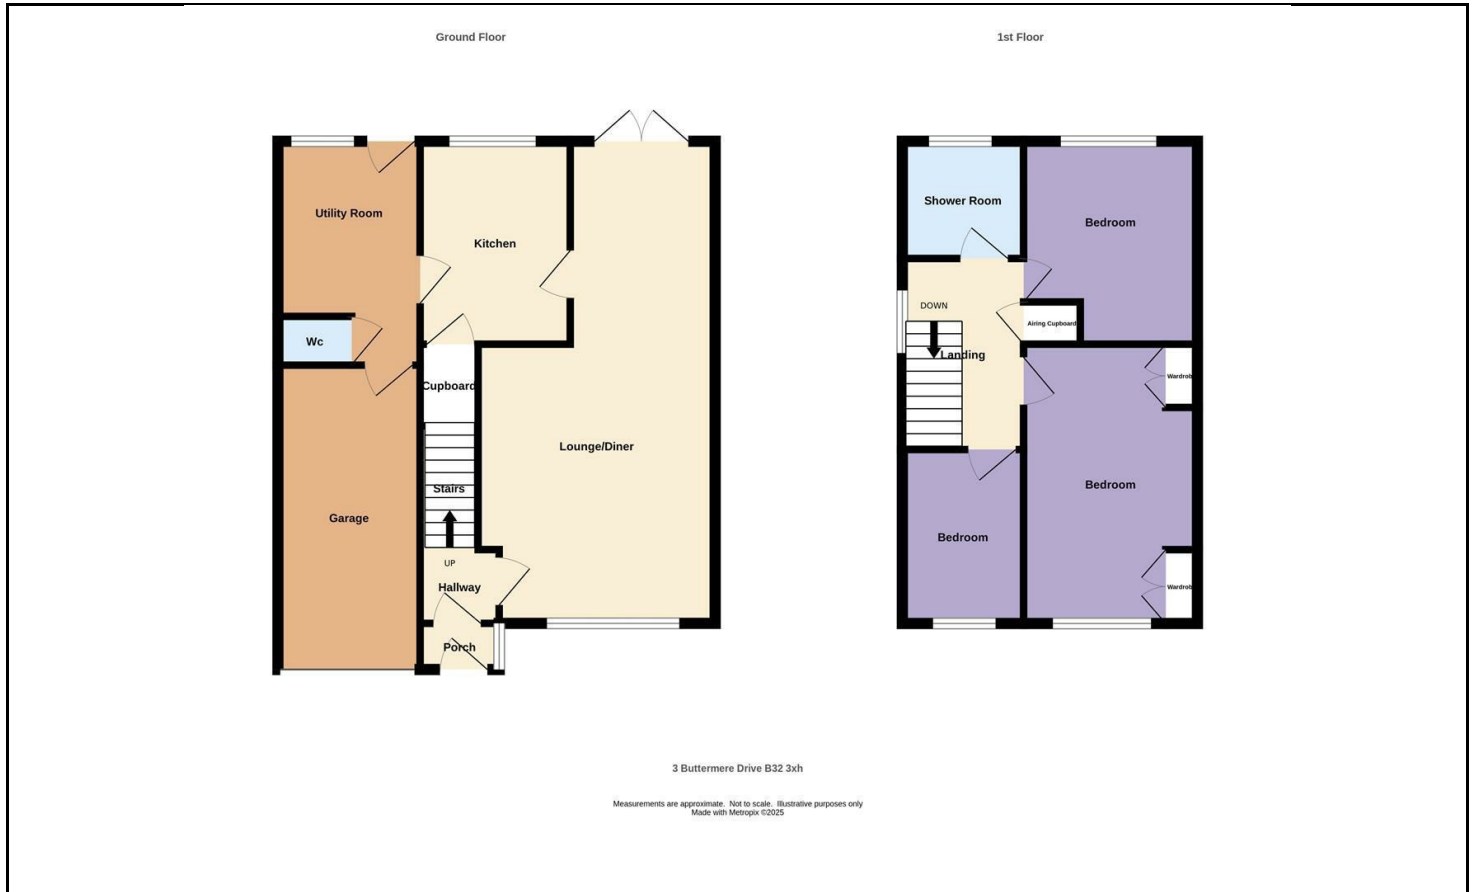 Ground Floor
1st Floor
Utility Room
Kitchen
Wc
Cupboard
Lounge/Diner
Stairs
Garage
UP
Hallway
Porch
Shower Room
Bedroom
DOWN
Airing Cupboard
Landing
Wardrob
Bedroom
Bedroom
Wardrob
3 Buttermere Drive B32 3xh
Measurements are approximate. Not to scale. Illustrative purposes only
Made with Metropix ©2025